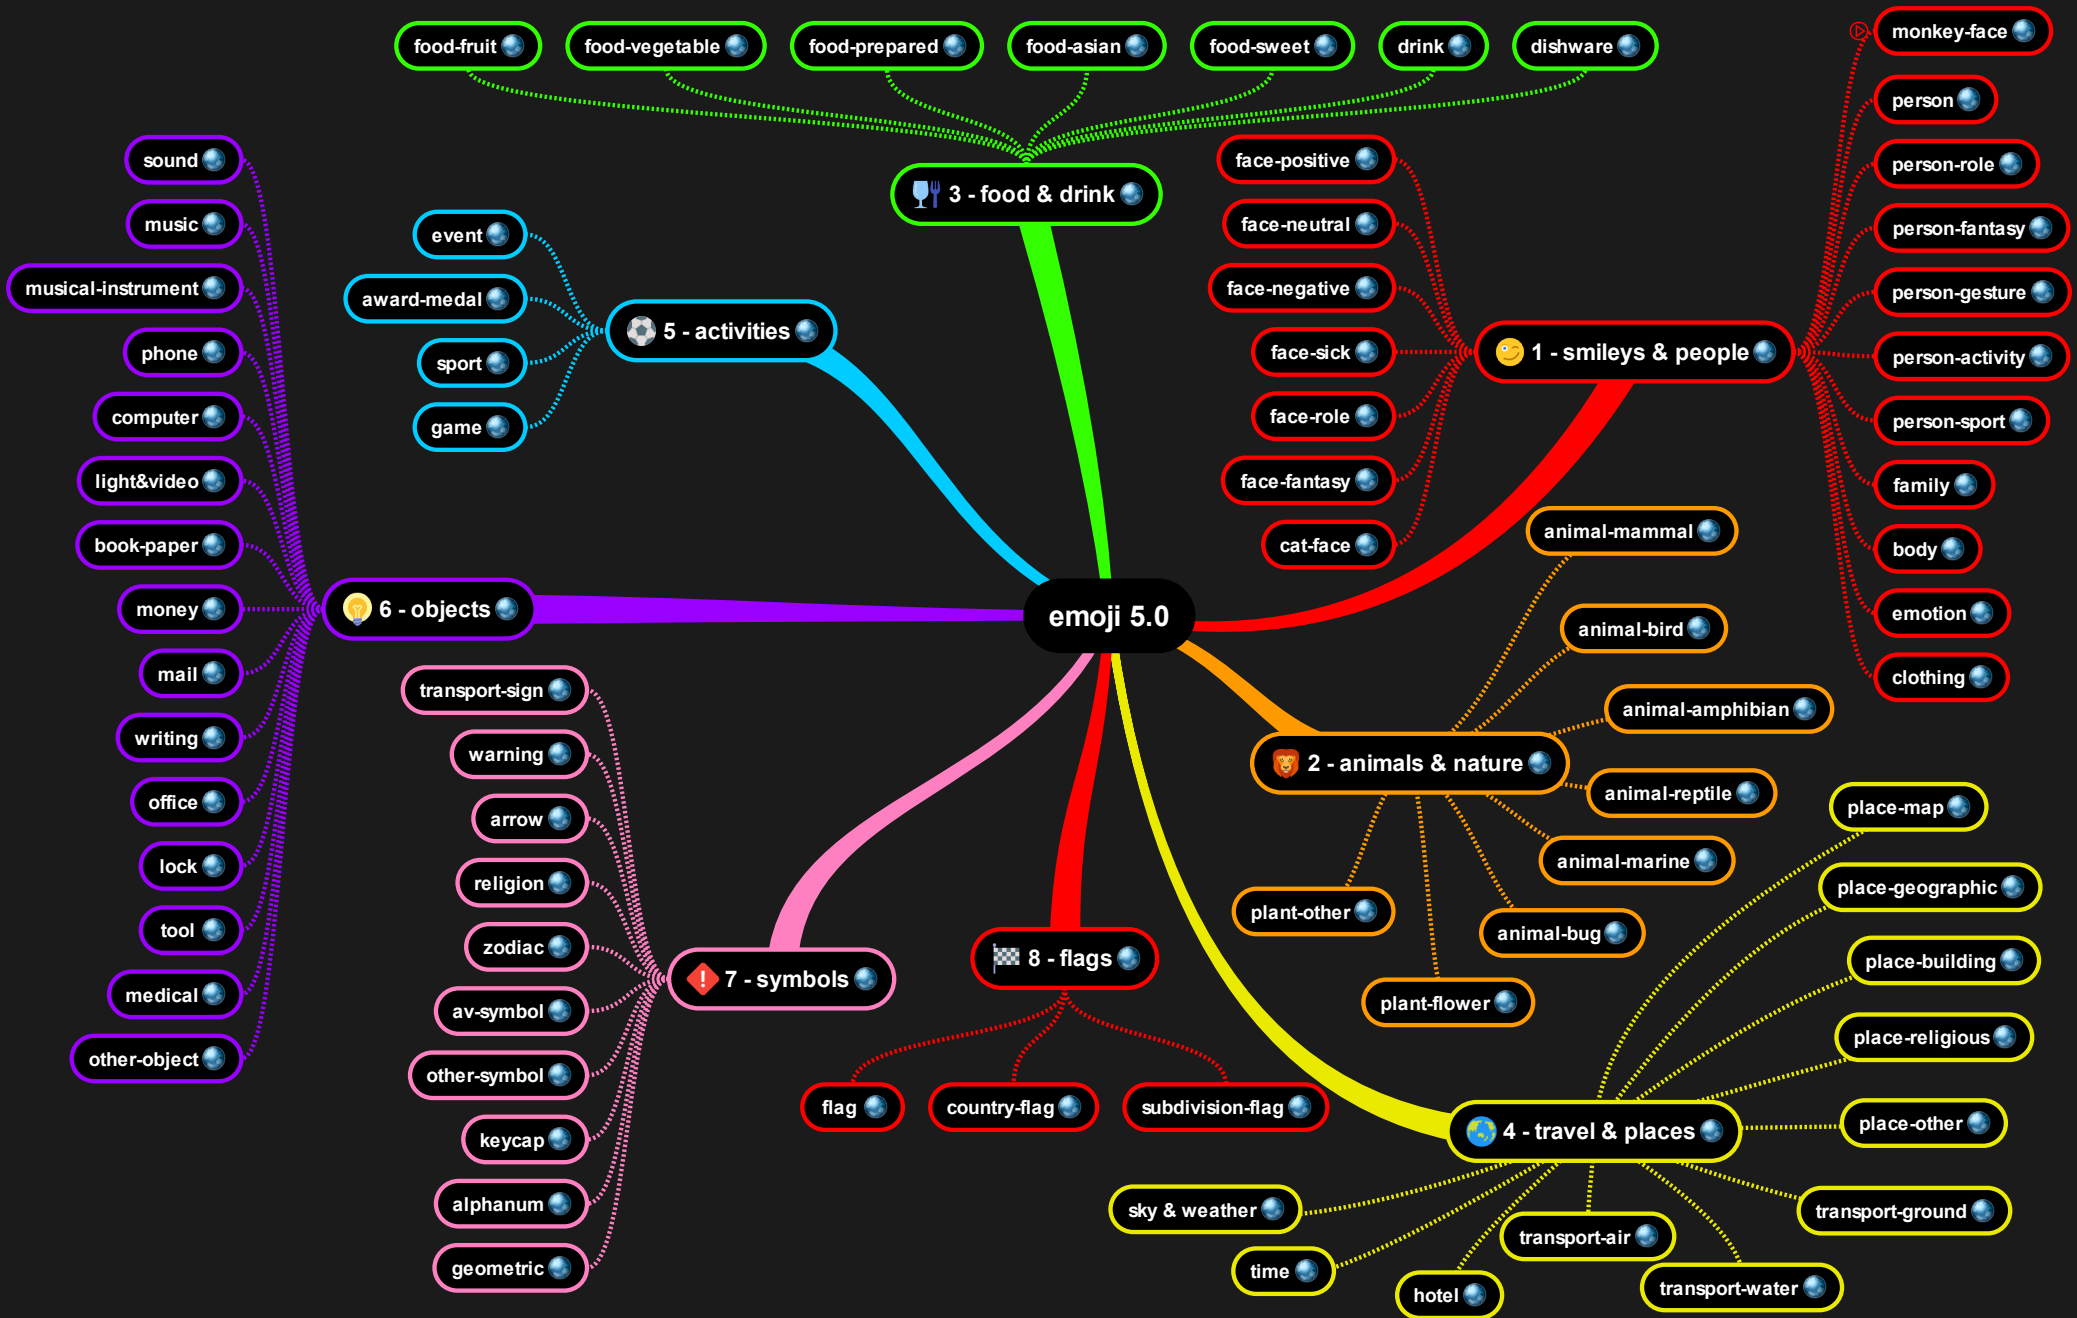 emoji 5.0
1 - smileys & people
face-positive
face-neutral
face-negative
face-sick
face-role
face-fantasy
cat-face
monkey-face
person
person-role
person-fantasy
person-gesture
person-activity
person-sport
family
body
emotion
clothing
2 - animals & nature
animal-mammal
animal-bird
animal-amphibian
animal-reptile
animal-marine
animal-bug
plant-flower
plant-other
3 - food & drink
food-fruit
food-vegetable
food-prepared
food-asian
food-sweet
drink
dishware
4 - travel & places
place-map
place-geographic
place-building
place-religious
place-other
transport-ground
transport-water
transport-air
hotel
time
sky & weather
5 - activities
event
award-medal
sport
game
6 - objects
sound
music
musical-instrument
phone
computer
light&video
book-paper
money
mail
writing
office
lock
tool
medical
other-object
7 - symbols
transport-sign
warning
arrow
religion
zodiac
av-symbol
other-symbol
keycap
alphanum
geometric
8 - flags
flag
country-flag
subdivision-flag